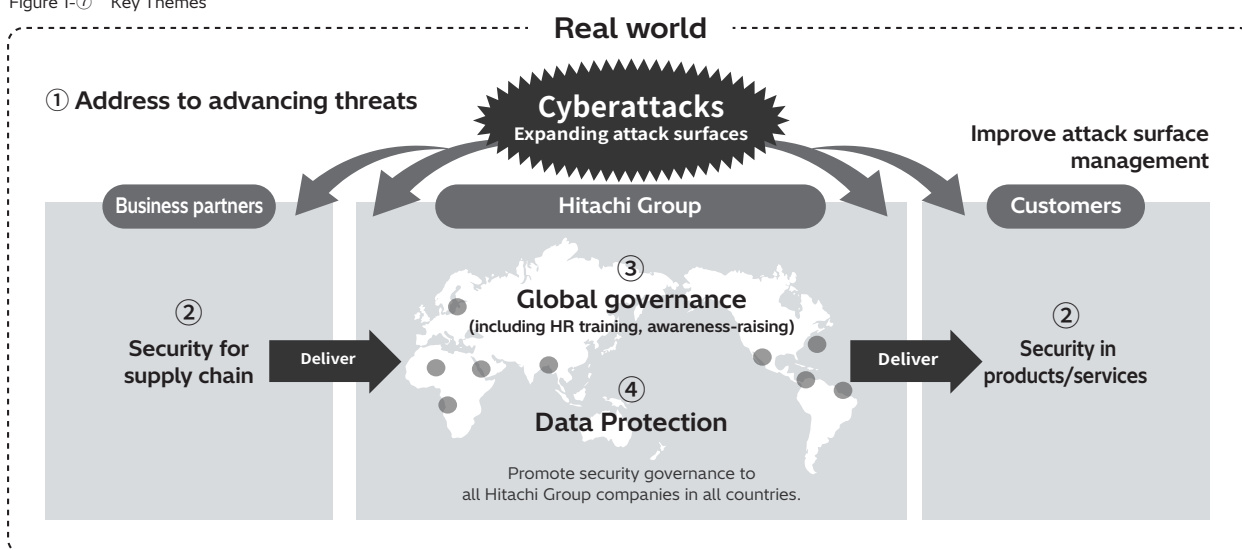 Figure 1-⑦ Key Themes
Real world
① Address to advancing threats
Cyberattacks
Expanding attack surfaces
Improve attack surface
management
Business partners
Hitachi Group
Customers
②
Security for
supply chain
Deliver
③
Global governance
(including HR training, awareness-raising)
④
Data Protection
Promote security governance to
all Hitachi Group companies in all countries.
Deliver
②
Security in
products/services